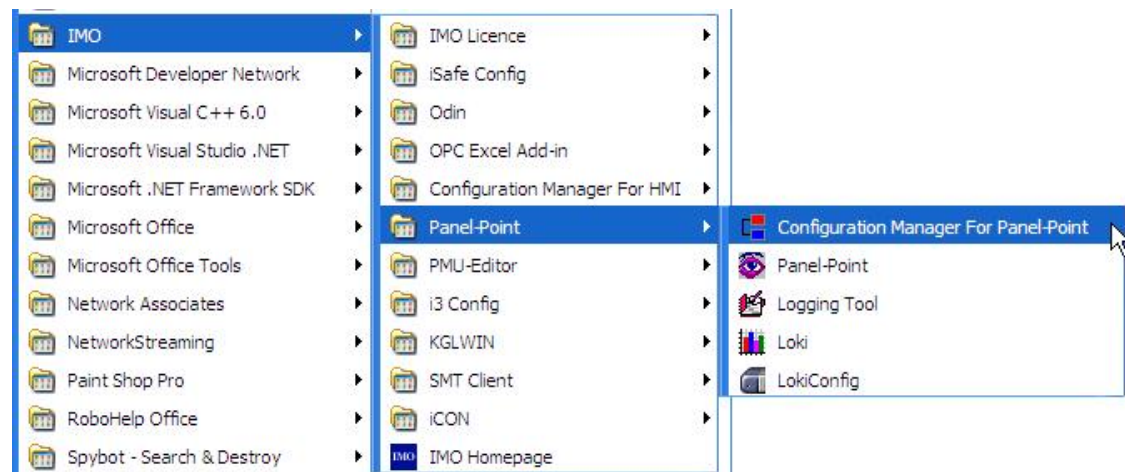 IMO
Microsoft Developer Network
Microsoft Visual C++ 6.0
Microsoft Visual Studio .NET
Microsoft .NET Framework SDK
Microsoft Office
Microsoft Office Tools
Network Associates
NetworkStreaming
Paint Shop Pro
RoboHelp Office
Spybot - Search & Destroy
IMO Licence
iSafe Config
Odin
OPC Excel Add-in
Configuration Manager For HMI
Panel-Point
PMU-Editor
i3 Config
KGLWIN
SMT Client
iCON
IMO IMO Homepage
Configuration Manager For Panel-Point
Panel-Point
Logging Tool
Loki
LokiConfig